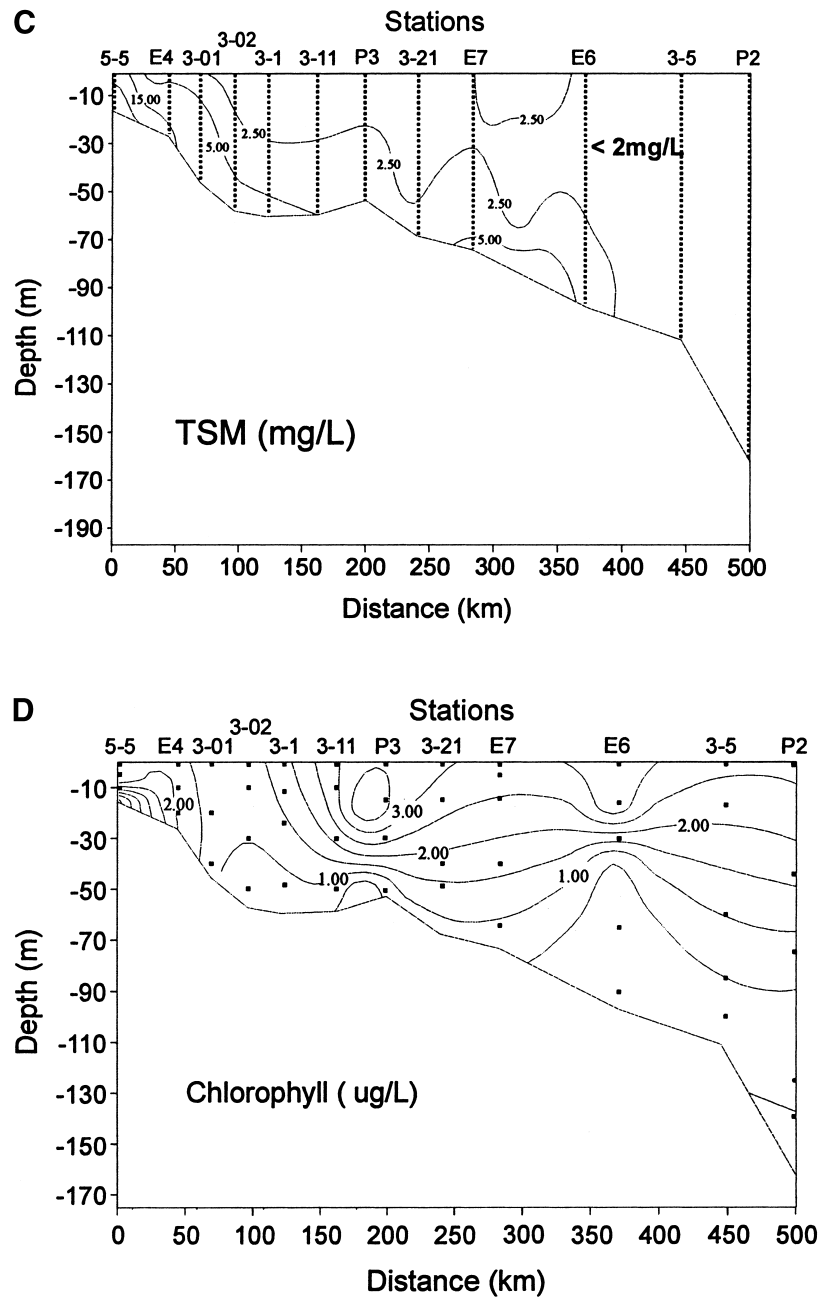 C
Stations
3-02
5-5 E4 3-01 3-1 3-11 P3 3-21 E7 E6 3-5 P2
-10
15.00
2.50
2.50
-30
5.00
< 2mg/L
2.50
-50
2.50
-70
5.00
-90
-110
-130
-150
-170
-190
Depth (m)
TSM (mg/L)
0 50 100 150 200 250 300 350 400 450 500
Distance (km)
D
Stations
3-02
5-5 E4 3-01 3-1 3-11 P3 3-21 E7 E6 3-5 P2
-10
2.00
3.00
2.00
-30
2.00
1.00
1.00
-50
-70
-90
-110
-130
-150
-170
Depth (m)
Chlorophyll ( ug/L)
0 50 100 150 200 250 300 350 400 450 500
Distance (km)